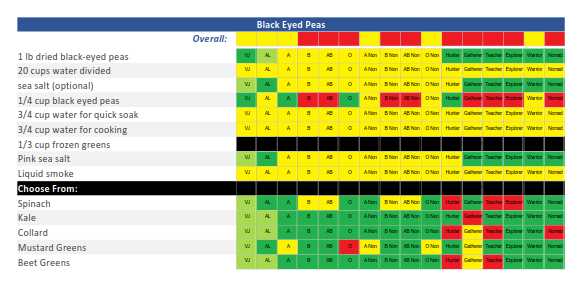 Black Eyed Peas
Overall:
1 lb dried black-eyed peas VJ AL A B AB O A Non B Non AB Non O Non Hunter Gatherer Teacher Explorer Warrior Nomad
20 cups water divided VJ AL A B AB O A Non B Non AB Non O Non Hunter Gatherer Teacher Explorer Warrior Nomad
sea salt (optional) VJ AL A B AB O A Non B Non AB Non O Non Hunter Gatherer Teacher Explorer Warrior Nomad
1/4 cup black eyed peas VJ AL A B AB O A Non B Non AB Non O Non Hunter Gatherer Teacher Explorer Warrior Nomad
3/4 cup water for quick soak VJ AL A B AB O A Non B Non AB Non O Non Hunter Gatherer Teacher Explorer Warrior Nomad
3/4 cup water for cooking VJ AL A B AB O A Non B Non AB Non O Non Hunter Gatherer Teacher Explorer Warrior Nomad
1/3 cup frozen greens
Pink sea salt VJ AL A B AB O A Non B Non AB Non O Non Hunter Gatherer Teacher Explorer Warrior Nomad
Liquid smoke VJ AL A B AB O A Non B Non AB Non O Non Hunter Gatherer Teacher Explorer Warrior Nomad
Choose From:
Spinach VJ AL A B AB O A Non B Non AB Non O Non Hunter Gatherer Teacher Explorer Warrior Nomad
Kale VJ AL A B AB O A Non B Non AB Non O Non Hunter Gatherer Teacher Explorer Warrior Nomad
Collard VJ AL A B AB O A Non B Non AB Non O Non Hunter Gatherer Teacher Explorer Warrior Nomad
Mustard Greens VJ AL A B AB O A Non B Non AB Non O Non Hunter Gatherer Teacher Explorer Warrior Nomad
Beet Greens VJ AL A B AB O A Non B Non AB Non O Non Hunter Gatherer Teacher Explorer Warrior Nomad